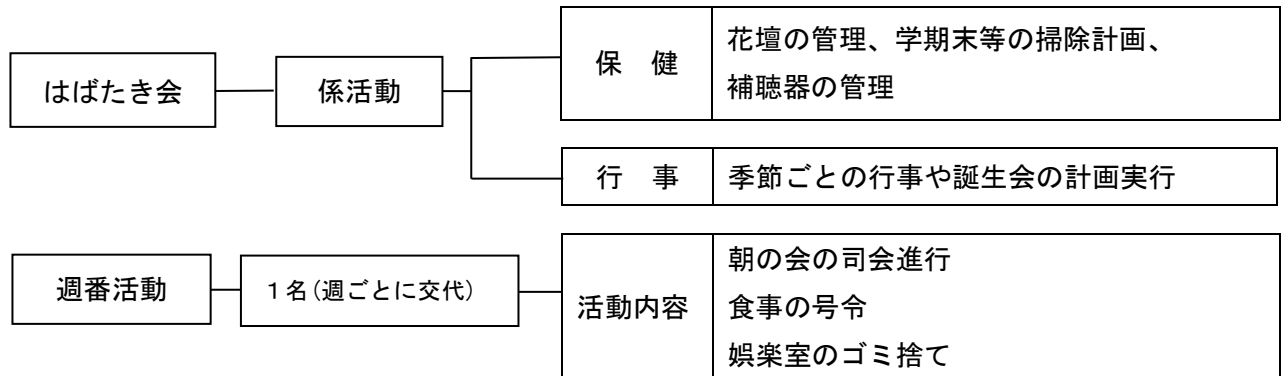 はばたき会
係活動
保　健
花壇の管理、学期末等の掃除計画、
補聴器の管理
行　事
季節ごとの行事や誕生会の計画実行
週番活動
１名(週ごとに交代)
活動内容
朝の会の司会進行
食事の号令
娯楽室のゴミ捨て